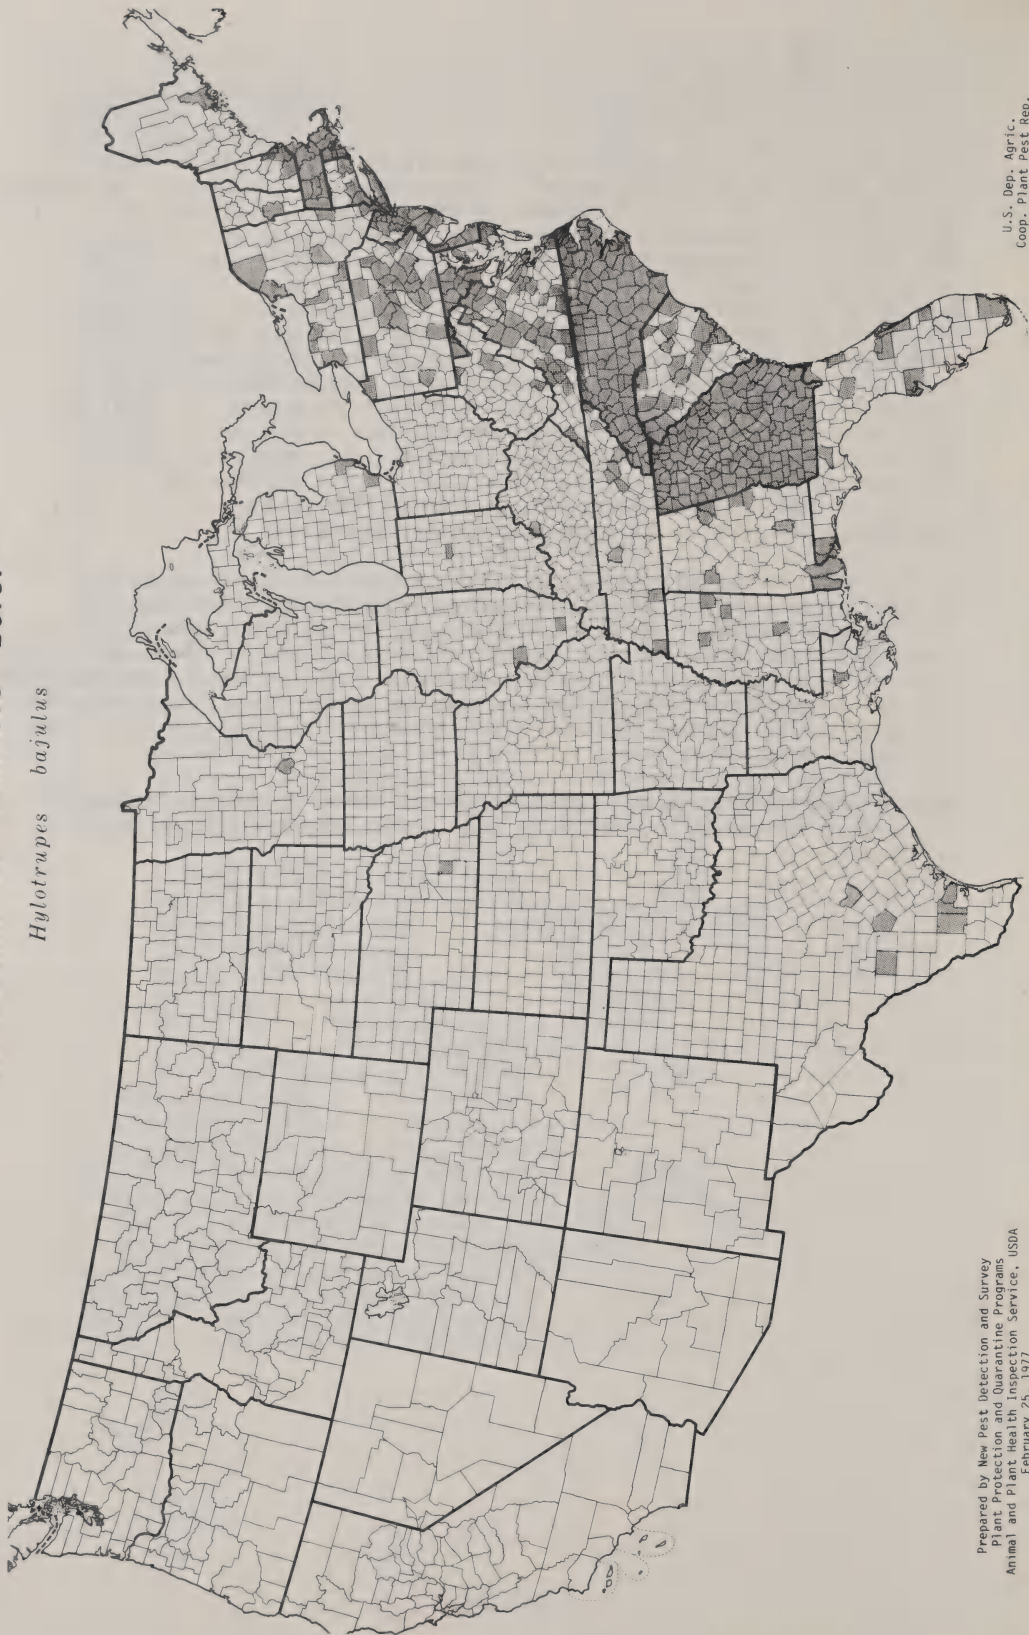 Hylotrupes bajulus
Prepared by New Pest Detection and Survey
Plant Protection and Quarantine Programs
Animal and Plant Health Inspection Service, USDA
February 25, 1977
U.S. Dep. Agric.
Coop. Plant Pest Rep.